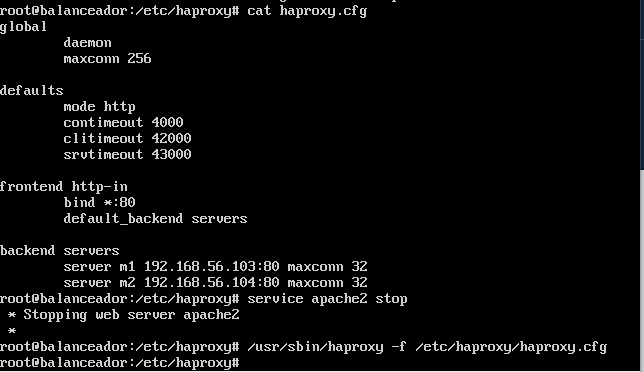 root@balanceador:/etc/haproxy# cat haproxy.cfg
global
        daemon
        maxconn 256

defaults
        mode http
        contimeout 4000
        clitimeout 42000
        srvtimeout 43000

frontend http-in
        bind *:80
        default_backend servers

backend servers
        server m1 192.168.56.103:80 maxconn 32
        server m2 192.168.56.104:80 maxconn 32
root@balanceador:/etc/haproxy# service apache2 stop
 * Stopping web server apache2
 *
root@balanceador:/etc/haproxy# /usr/sbin/haproxy -f /etc/haproxy/haproxy.cfg
root@balanceador:/etc/haproxy#